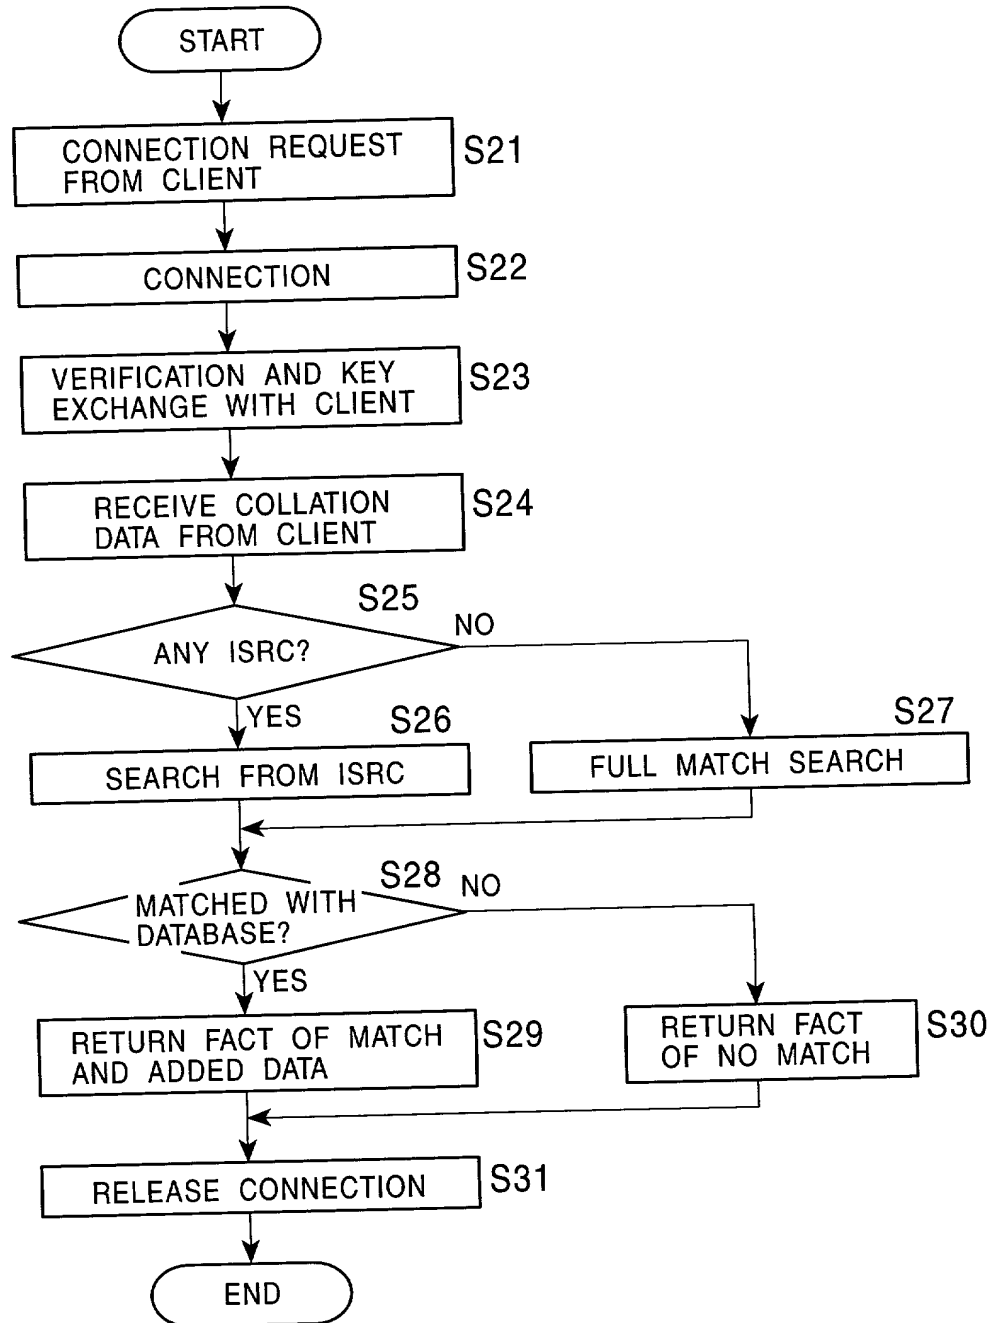 START
CONNECTION REQUEST
FROM CLIENT
S21
CONNECTION
S22
VERIFICATION AND KEY
EXCHANGE WITH CLIENT
S23
RECEIVE COLLATION
DATA FROM CLIENT
S24
S25
ANY ISRC?
NO
YES
S26
SEARCH FROM ISRC
S27
FULL MATCH SEARCH
S28
MATCHED WITH
DATABASE?
NO
YES
RETURN FACT OF MATCH
AND ADDED DATA
S29
RETURN FACT
OF NO MATCH
S30
RELEASE CONNECTION
S31
END